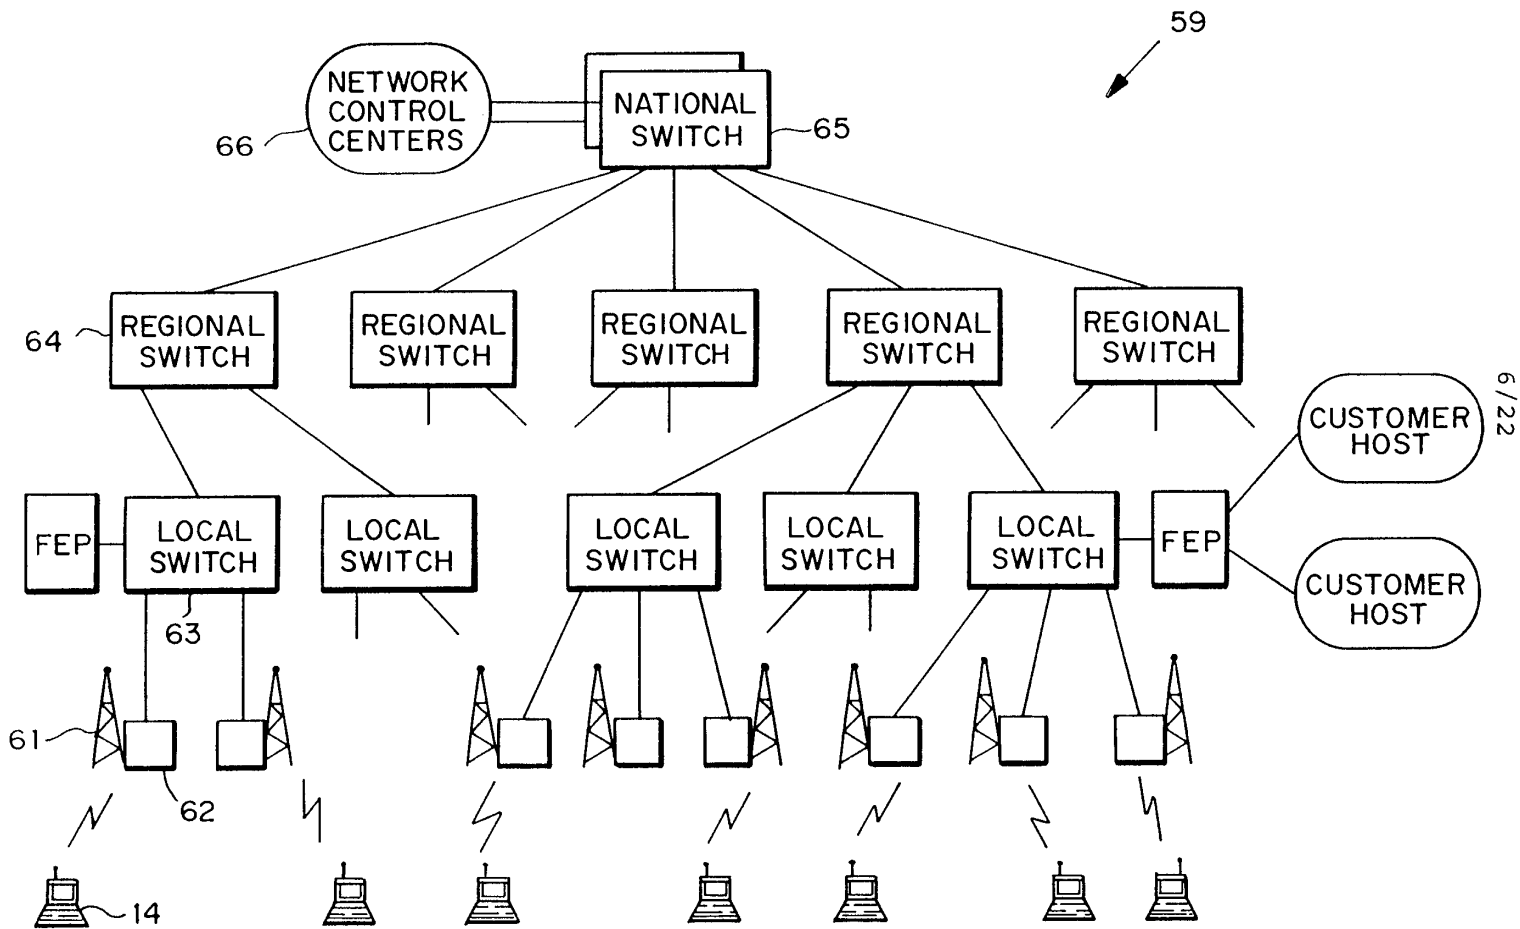 59
NETWORK
CONTROL
CENTERS
66
NATIONAL
SWITCH
65
64
REGIONAL
SWITCH
REGIONAL
SWITCH
REGIONAL
SWITCH
REGIONAL
SWITCH
REGIONAL
SWITCH
6/22
CUSTOMER
HOST
FEP
LOCAL
SWITCH
63
LOCAL
SWITCH
LOCAL
SWITCH
LOCAL
SWITCH
LOCAL
SWITCH
FEP
CUSTOMER
HOST
61
62
14